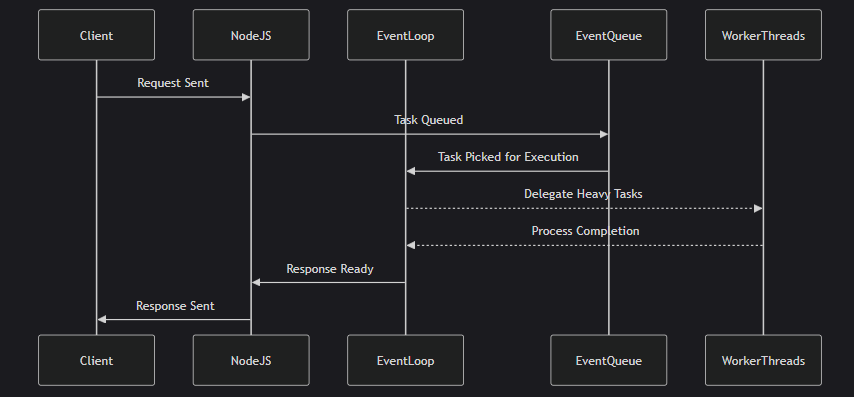 Client
NodeJS
EventLoop
EventQueue
WorkerThreads
Request Sent
Task Queued
Task Picked for Execution
Delegate Heavy Tasks
Process Completion
Response Ready
Response Sent
Client
NodeJS
EventLoop
EventQueue
WorkerThreads